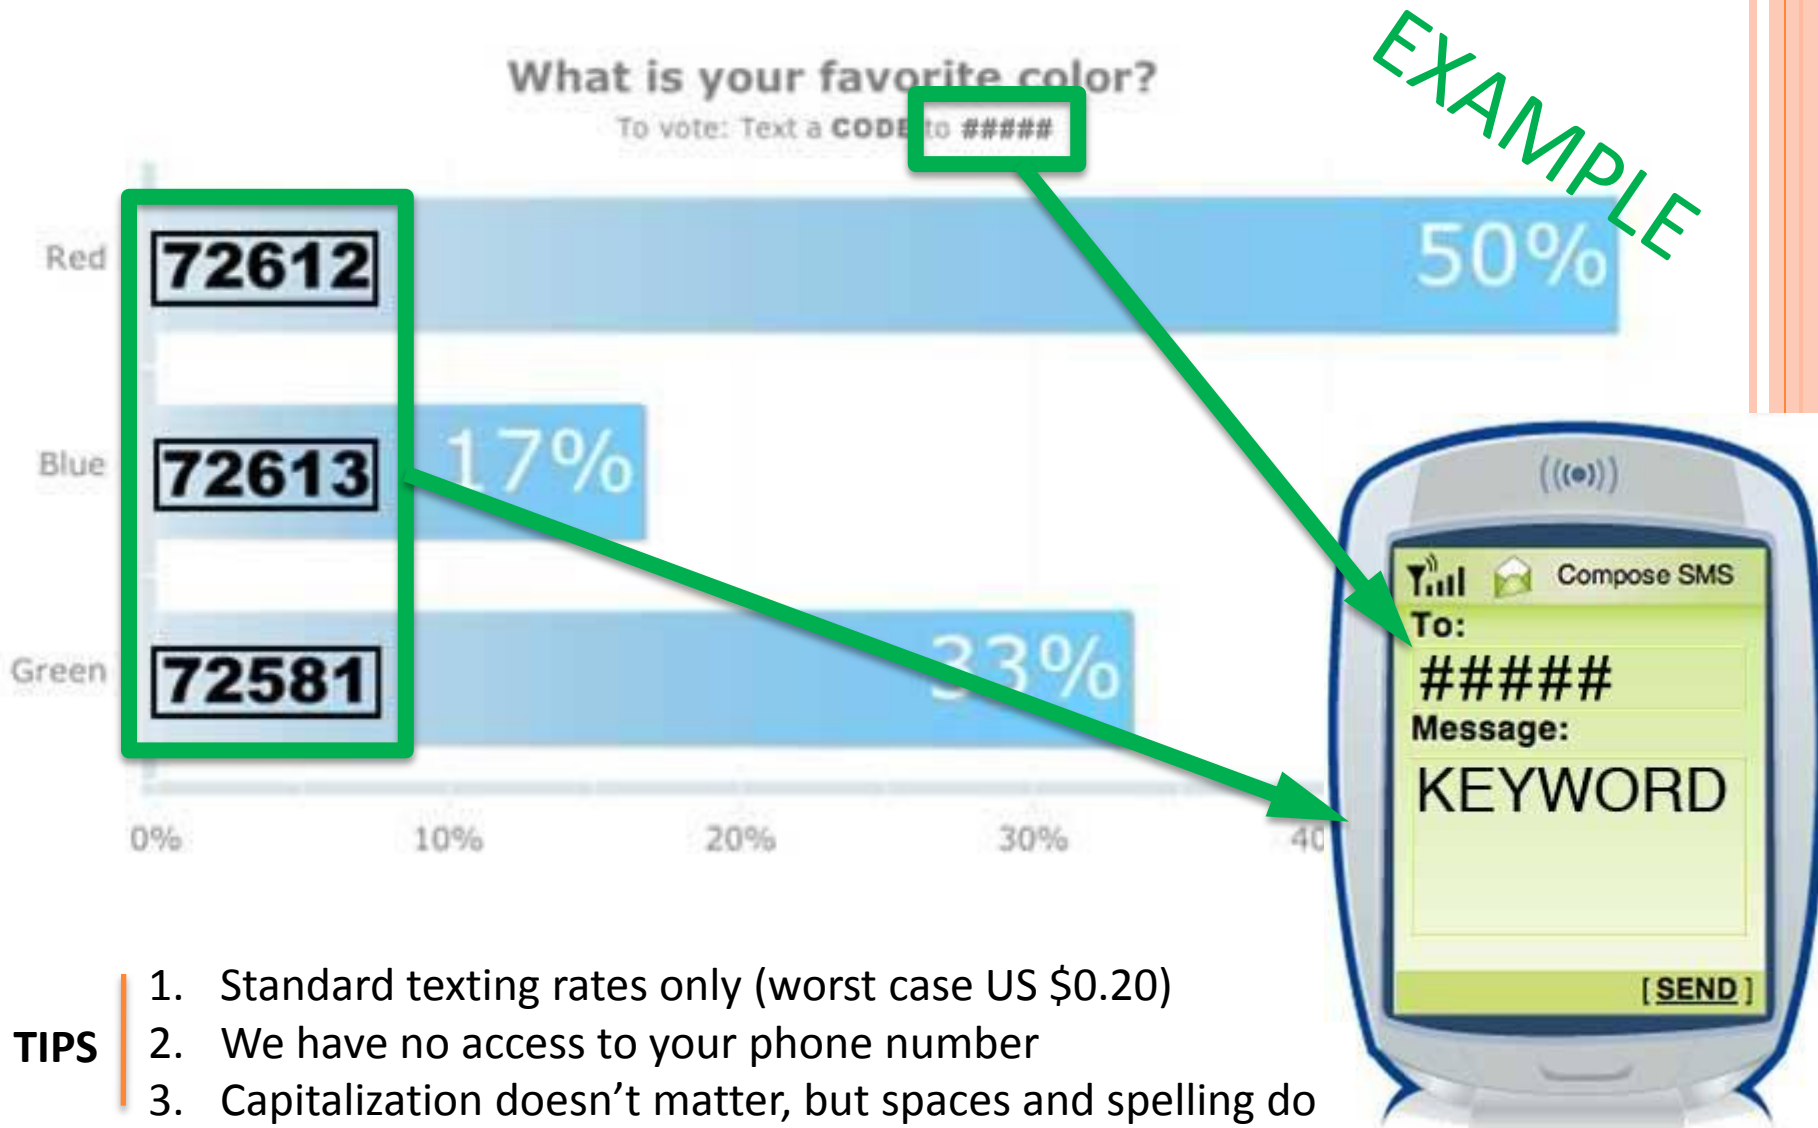 EXAMPLE
What is your favorite color?
To vote: Text a CODE to #####
Red
72612
50%
Blue
72613
17%
Green
72581
33%
0% 10% 20% 30% 40
Compose SMS
To:
#####
Message:
KEYWORD
[SEND]
TIPS
1. Standard texting rates only (worst case US $0.20)
2. We have no access to your phone number
3. Capitalization doesn’t matter, but spaces and spelling do